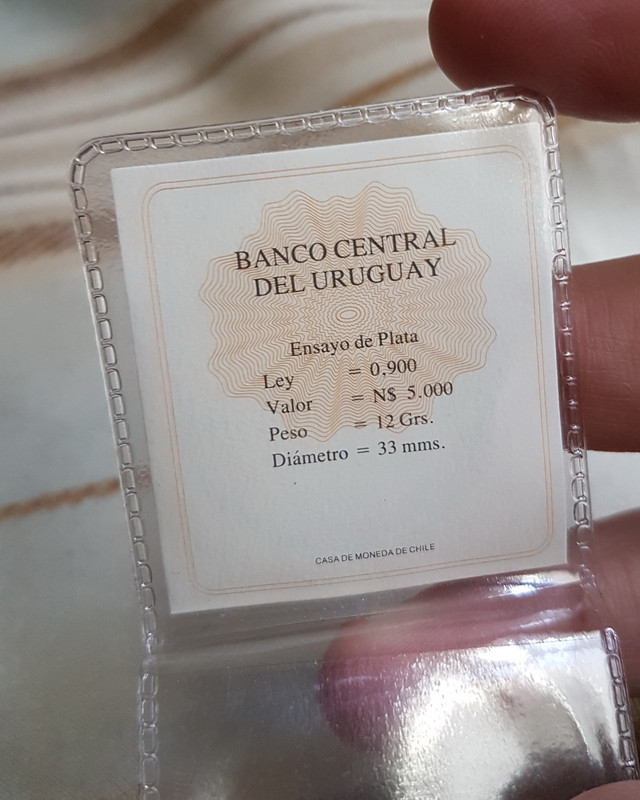 BANCO CENTRAL
DEL URUGUAY
Ensayo de Plata
Ley = 0,900
Valor = N$ 5.000
Peso = 12 Grs.
Diámetro = 33 mms.
CASA DE MONEDA DE CHILE